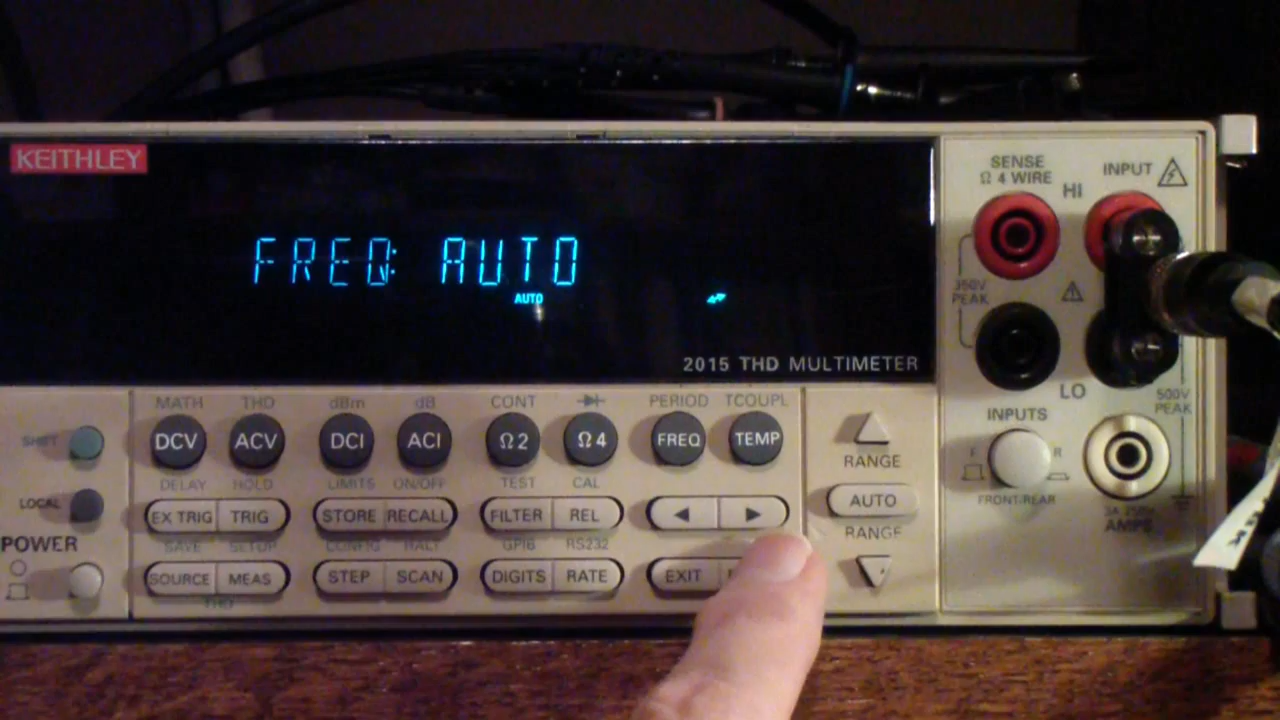 KEITHLEY
SENSE
Ω 4 WIRE
INPUT
HI
FREQ: AUTO
AUTO
350V
PEAK
2015 THD MULTIMETER
LO
500V
PEAK
MATH THD dBm dB CONT PERIOD TCOUPL
INPUTS
SHIFT
DCV ACV DCI ACI Ω2 Ω4 FREQ TEMP
RANGE
F R
DELAY HOLD LIMITS ON/OFF TEST CAL
FRONT/REAR
LOCAL
EX TRIG TRIG STORE RECALL FILTER REL ◀ ▶
AUTO
3A 250V
AMPS
RANGE
POWER
SAVE SETUP CONFIG HALT GPIB RS232
SOURCE MEAS STEP SCAN DIGITS RATE EXIT
THD